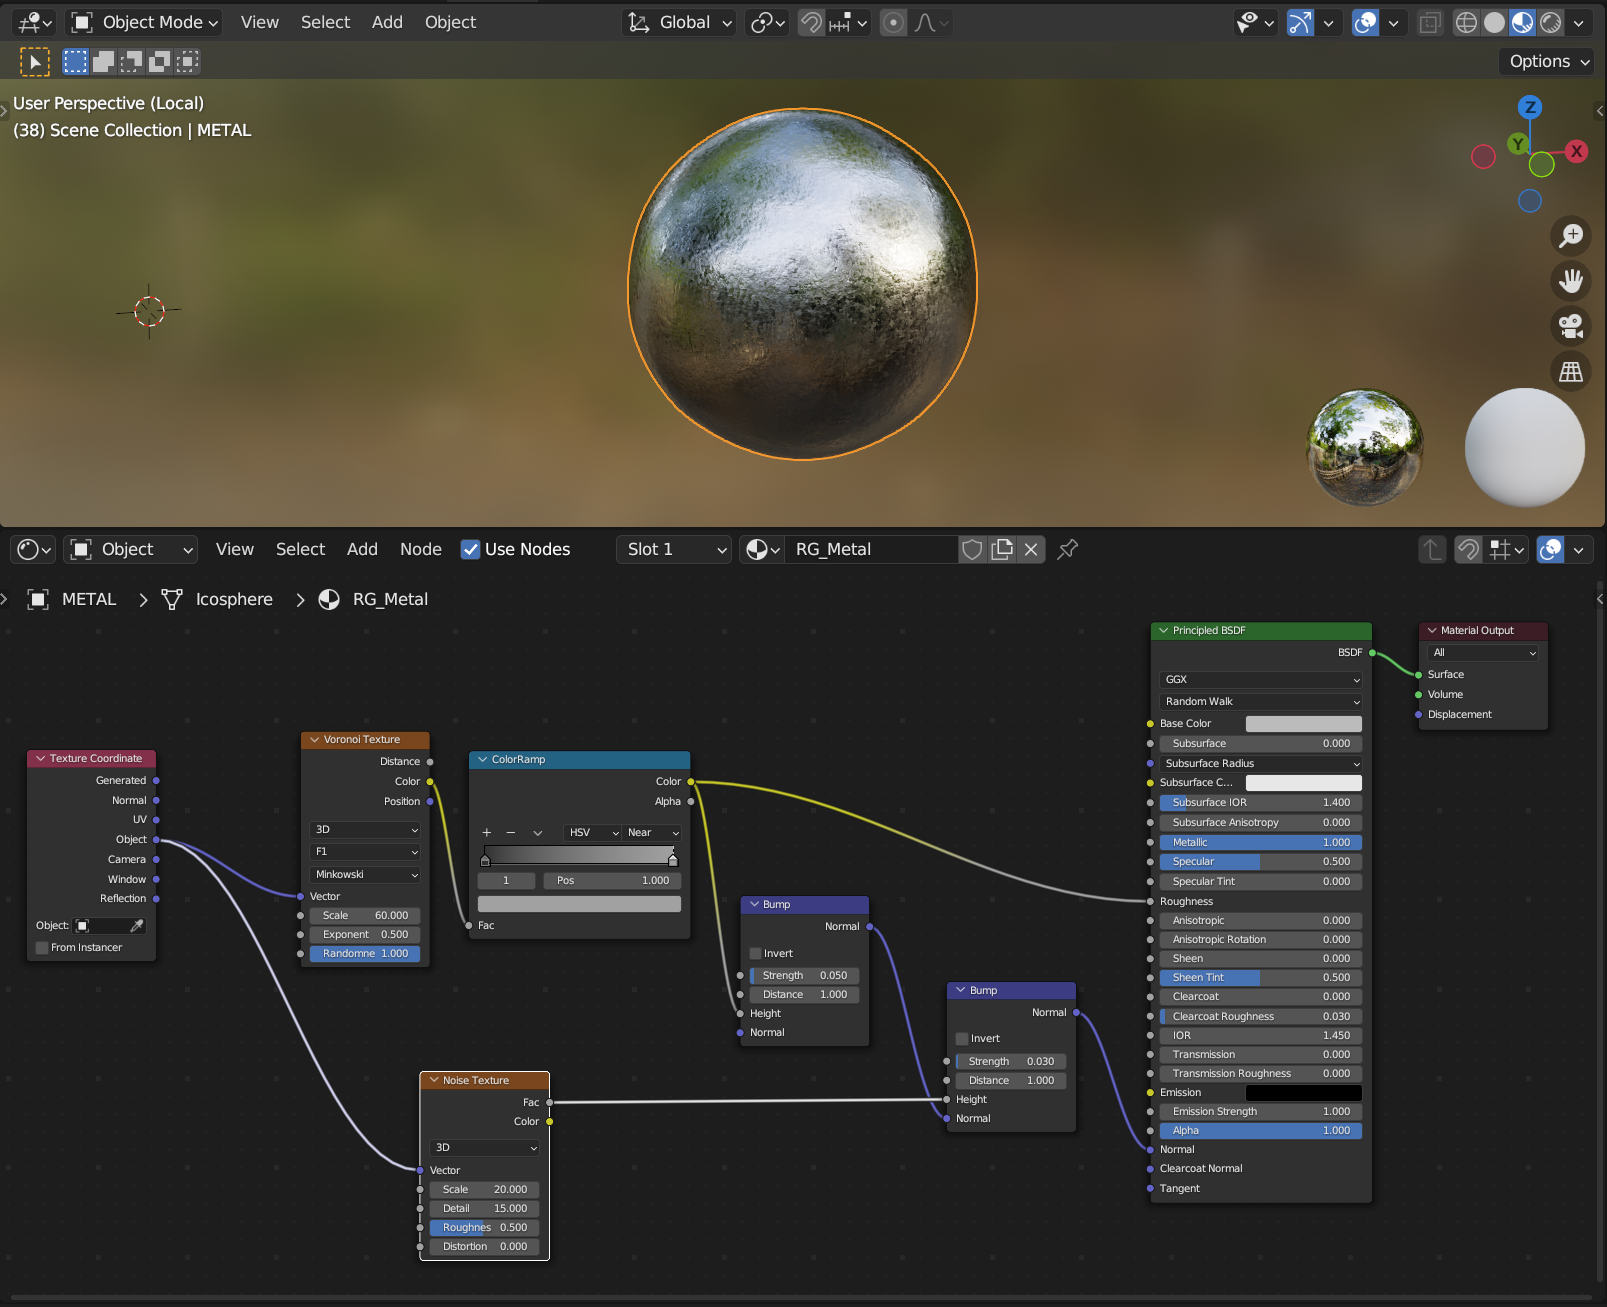 Object Mode View Select Add Object Global
Options
User Perspective (Local)
(38) Scene Collection | METAL
Z
Y
X
Object View Select Add Node Use Nodes Slot 1 RG_Metal
METAL > Icosphere > RG_Metal
Texture Coordinate
Generated
Normal
UV
Object
Camera
Window
Reflection
Object:
From Instancer
Voronoi Texture
Distance
Color
Position
3D
F1
Minkowski
Vector
Scale 60.000
Exponent 0.500
Randomne 1.000
ColorRamp
Color
Alpha
+ − HSV Near
1 Pos 1.000
Fac
Noise Texture
Fac
Color
3D
Vector
Scale 20.000
Detail 15.000
Roughnes 0.500
Distortion 0.000
Bump
Normal
Invert
Strength 0.050
Distance 1.000
Height
Normal
Bump
Normal
Invert
Strength 0.030
Distance 1.000
Height
Normal
Principled BSDF
BSDF
GGX
Random Walk
Base Color
Subsurface 0.000
Subsurface Radius
Subsurface C...
Subsurface IOR 1.400
Subsurface Anisotropy 0.000
Metallic 1.000
Specular 0.500
Specular Tint 0.000
Roughness
Anisotropic 0.000
Anisotropic Rotation 0.000
Sheen 0.000
Sheen Tint 0.500
Clearcoat 0.000
Clearcoat Roughness 0.030
IOR 1.450
Transmission 0.000
Transmission Roughness 0.000
Emission
Emission Strength 1.000
Alpha 1.000
Normal
Clearcoat Normal
Tangent
Material Output
All
Surface
Volume
Displacement